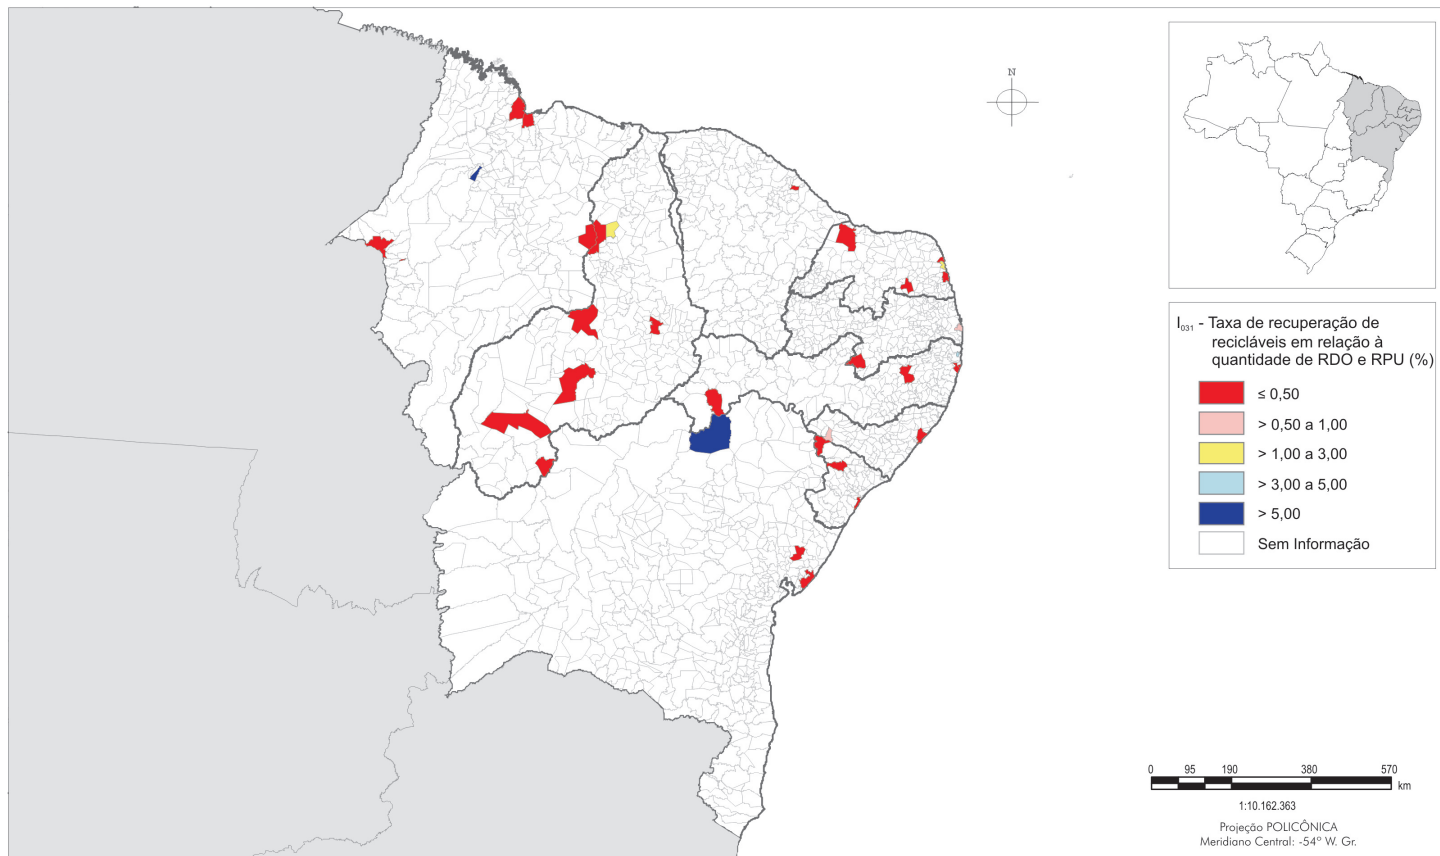 N
I₀₃₁ - Taxa de recuperação de
recicláveis em relação à
quantidade de RDO e RPU (%)
≤ 0,50
> 0,50 a 1,00
> 1,00 a 3,00
> 3,00 a 5,00
> 5,00
Sem Informação
0 95 190 380 570
km
1:10.162.363
Projeção POLICÔNICA
Meridiano Central: -54º W. Gr.